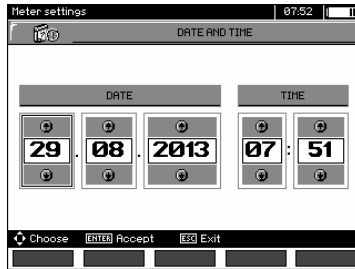 Meter settings 07:52
DATE AND TIME
DATE TIME
29 . 08 . 2013 07 : 51
Choose ENTER Accept ESC Exit